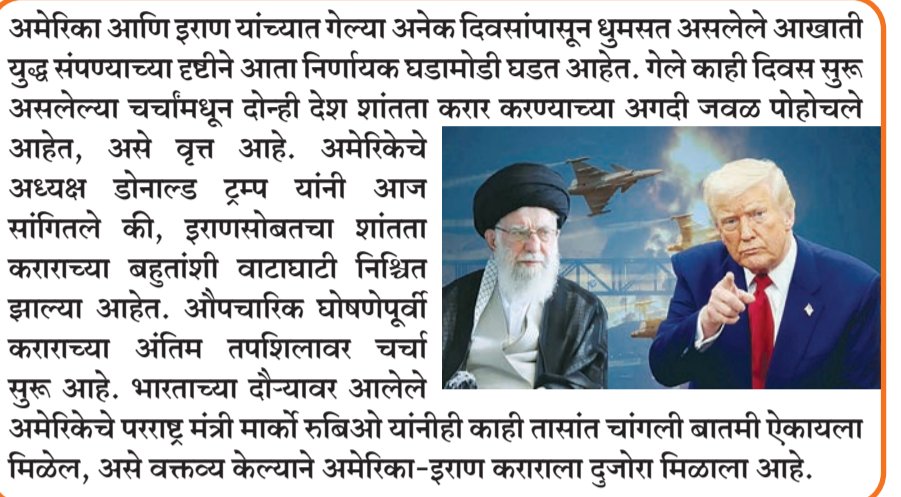 अमेरिका आणि इराण यांच्यात गेल्या अनेक दिवसांपासून धुमसत असलेले आखाती
युद्ध संपण्याच्या दृष्टीने आता निर्णायक घडामोडी घडत आहेत. गेले काही दिवस सुरू
असलेल्या चर्चांमधून दोन्ही देश शांतता करार करण्याच्या अगदी जवळ पोहोचले
आहेत, असे वृत्त आहे. अमेरिकेचे
अध्यक्ष डोनाल्ड ट्रम्प यांनी आज
सांगितले की, इराणसोबतचा शांतता
कराराच्या बहुतांशी वाटाघाटी निश्चित
झाल्या आहेत. औपचारिक घोषणेपूर्वी
कराराच्या अंतिम तपशिलावर चर्चा
सुरू आहे. भारताच्या दौऱ्यावर आलेले
अमेरिकेचे परराष्ट्र मंत्री मार्को रुबिओ यांनीही काही तासांत चांगली बातमी ऐकायला
मिळेल, असे वक्तव्य केल्याने अमेरिका-इराण कराराला दुजोरा मिळाला आहे.